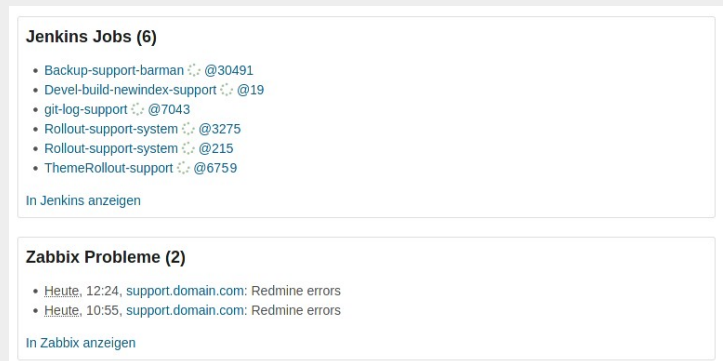 Jenkins Jobs (6)
Backup-support-barman @30491
Devel-build-newindex-support @19
git-log-support @7043
Rollout-support-system @3275
Rollout-support-system @215
ThemeRollout-support @6759
In Jenkins anzeigen
Zabbix Probleme (2)
Heute, 12:24, support.domain.com: Redmine errors
Heute, 10:55, support.domain.com: Redmine errors
In Zabbix anzeigen